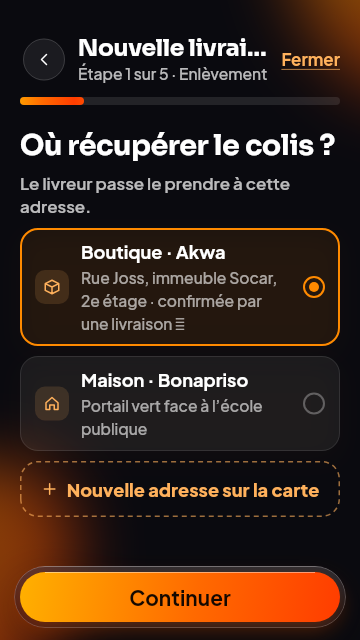 Nouvelle livrai...
Fermer
Étape 1 sur 5 · Enlèvement
Où récupérer le colis ?
Le livreur passe le prendre à cette
adresse.
Boutique · Akwa
Rue Joss, immeuble Socar,
2e étage · confirmée par
une livraison
Maison · Bonapriso
Portail vert face à l'école
publique
+ Nouvelle adresse sur la carte
Continuer